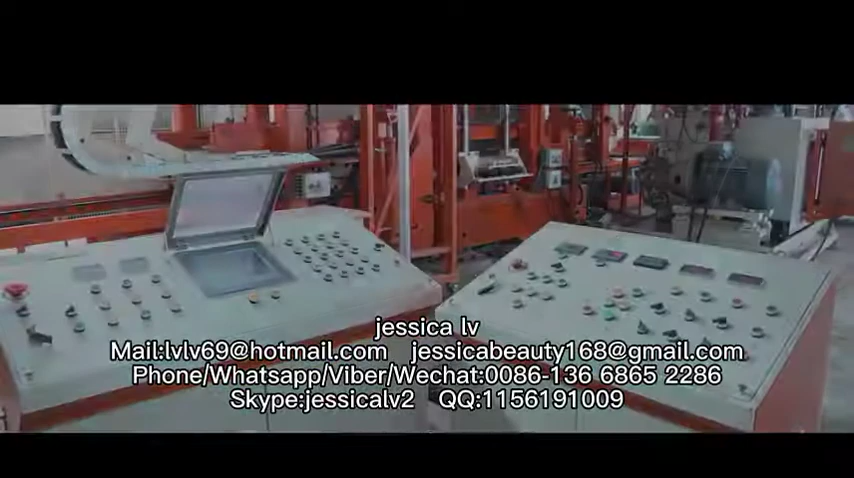 jessica lv
Mail:lvlv69@hotmail.com jessicabeauty168@gmail.com
Phone/Whatsapp/Viber/Wechat:0086-136 6865 2286
Skype:jessicalv2 QQ:1156191009